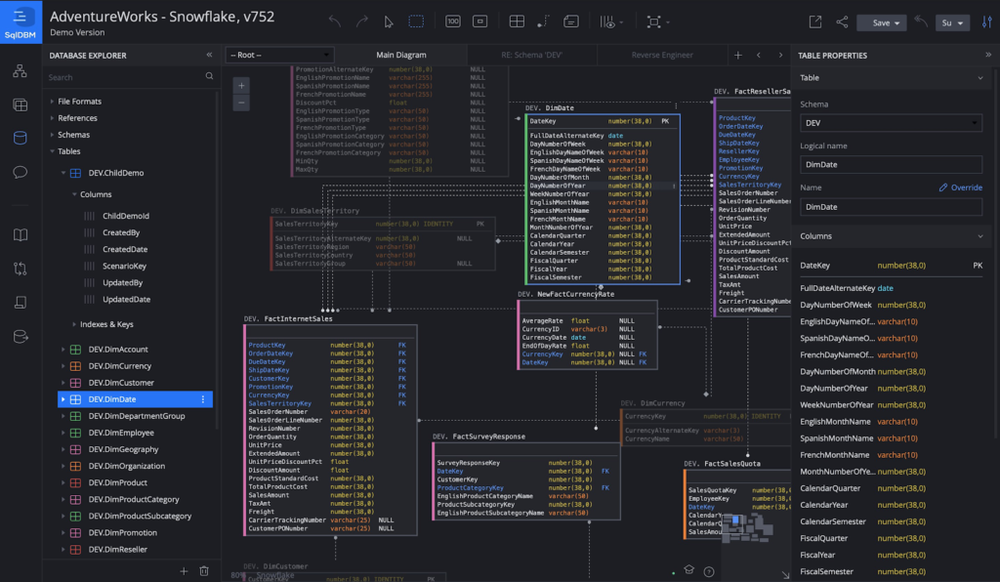 AdventureWorks - Snowflake, v752
Demo Version
SqlDBM
100
Save
Su
DATABASE EXPLORER
Search
File Formats
References
Schemas
Tables
DEV.ChildDemo
Columns
ChildDemoId
CreatedBy
CreatedDate
ScenarioKey
UpdatedBy
UpdatedDate
Indexes & Keys
DEV.DimAccount
DEV.DimCurrency
DEV.DimCustomer
DEV.DimDate
DEV.DimDepartmentGroup
DEV.DimEmployee
DEV.DimGeography
DEV.DimOrganization
DEV.DimProduct
DEV.DimProductCategory
DEV.DimProductSubcategory
DEV.DimPromotion
DEV.DimReseller
-- Root --
Main Diagram
RE: Schema 'DEV'
Reverse Engineer
PromotionAlternateKey number(38,0) NULL
EnglishPromotionName varchar(255) NULL
SpanishPromotionName varchar(255) NULL
FrenchPromotionName varchar(255) NULL
DiscountPct float NULL
EnglishPromotionType varchar(50) NULL
SpanishPromotionType varchar(50) NULL
FrenchPromotionType varchar(50) NULL
EnglishPromotionCategory varchar(50) NULL
SpanishPromotionCategory varchar(50) NULL
FrenchPromotionCategory varchar(50) NULL
MinQty number(38,0) NULL
MaxQty number(38,0) NULL
DEV. DimSalesTerritory
SalesTerritoryKey number(38,0) IDENTITY PK
SalesTerritoryAlternateKey number(38,0) NULL
SalesTerritoryRegion varchar(50)
SalesTerritoryCountry varchar(50)
SalesTerritoryGroup varchar(50) NULL
DEV. DimDate
DateKey number(38,0) PK
FullDateAlternateKey date
DayNumberOfWeek number(38,0)
EnglishDayNameOfWeek varchar(10)
SpanishDayNameOfWeek varchar(10)
FrenchDayNameOfWeek varchar(10)
DayNumberOfMonth number(38,0)
DayNumberOfYear number(38,0)
WeekNumberOfYear number(38,0)
EnglishMonthName varchar(10)
SpanishMonthName varchar(10)
FrenchMonthName varchar(10)
MonthNumberOfYear number(38,0)
CalendarQuarter number(38,0)
CalendarYear number(38,0)
CalendarSemester number(38,0)
FiscalQuarter number(38,0)
FiscalYear number(38,0)
FiscalSemester number(38,0)
DEV. FactResellerSa
ProductKey
OrderDateKey
DueDateKey
ShipDateKey
ResellerKey
EmployeeKey
PromotionKey
CurrencyKey
SalesTerritoryKey
SalesOrderNumber
SalesOrderLineNumber
RevisionNumber
OrderQuantity
UnitPrice
ExtendedAmount
UnitPriceDiscountPct
DiscountAmount
ProductStandardCost
TotalProductCost
SalesAmount
TaxAmt
Freight
CarrierTrackingNumber
CustomerPONumber
DEV. NewFactCurrencyRate
AverageRate float NULL
CurrencyID varchar(3) NULL
CurrencyDate date NULL
EndOfDayRate float NULL
CurrencyKey number(38,0) NULL FK
DateKey number(38,0) NULL FK
DEV. FactInternetSales
ProductKey number(38,0) FK
OrderDateKey number(38,0) FK
DueDateKey number(38,0) FK
ShipDateKey number(38,0) FK
CustomerKey number(38,0) FK
PromotionKey number(38,0) FK
CurrencyKey number(38,0) FK
SalesTerritoryKey number(38,0) FK
SalesOrderNumber varchar(20)
SalesOrderLineNumber number(38,0)
RevisionNumber number(38,0)
OrderQuantity number(38,0)
UnitPrice number(38,0)
ExtendedAmount number(38,0)
UnitPriceDiscountPct float
DiscountAmount float
ProductStandardCost number(38,0)
TotalProductCost number(38,0)
SalesAmount number(38,0)
TaxAmt number(38,0)
Freight number(38,0)
CarrierTrackingNumber varchar(25) NULL
CustomerPONumber varchar(25) NULL
DEV. DimCurrency
CurrencyKey number(38,0) IDENTITY
CurrencyAlternateKey varchar(3)
CurrencyName varchar(50)
DEV. FactSurveyResponse
SurveyResponseKey number(38,0)
DateKey number(38,0) FK
CustomerKey number(38,0)
ProductCategoryKey number(38,0) FK
EnglishProductCategoryName varchar(50)
ProductSubcategoryKey number(38,0)
EnglishProductSubcategoryName varchar(50)
DEV. FactSalesQuota
SalesQuotaKey number(38,
EmployeeKey number(38,
DateKey number(38,
DEV. DimCustomer
CustomerKey number(38,0) IDENTITY PK
80% Snowflake
TABLE PROPERTIES
Table
Schema
DEV
Logical name
DimDate
Name
Override
DimDate
Columns
DateKey number(38,0) PK
FullDateAlternateKey date
DayNumberOfWeek number(38,0)
EnglishDayNameOf... varchar(10)
SpanishDayNameO... varchar(10)
FrenchDayNameOf... varchar(10)
DayNumberOfMonth number(38,0)
DayNumberOfYear number(38,0)
WeekNumberOfYear number(38,0)
EnglishMonthName varchar(10)
SpanishMonthName varchar(10)
FrenchMonthName varchar(10)
MonthNumberOfYe... number(38,0)
CalendarQuarter number(38,0)
CalendarYear number(38,0)
CalendarSemester number(38,0)
FiscalQuarter number(38,0)
FiscalYear number(38,0)
FiscalSemester number(38,0)